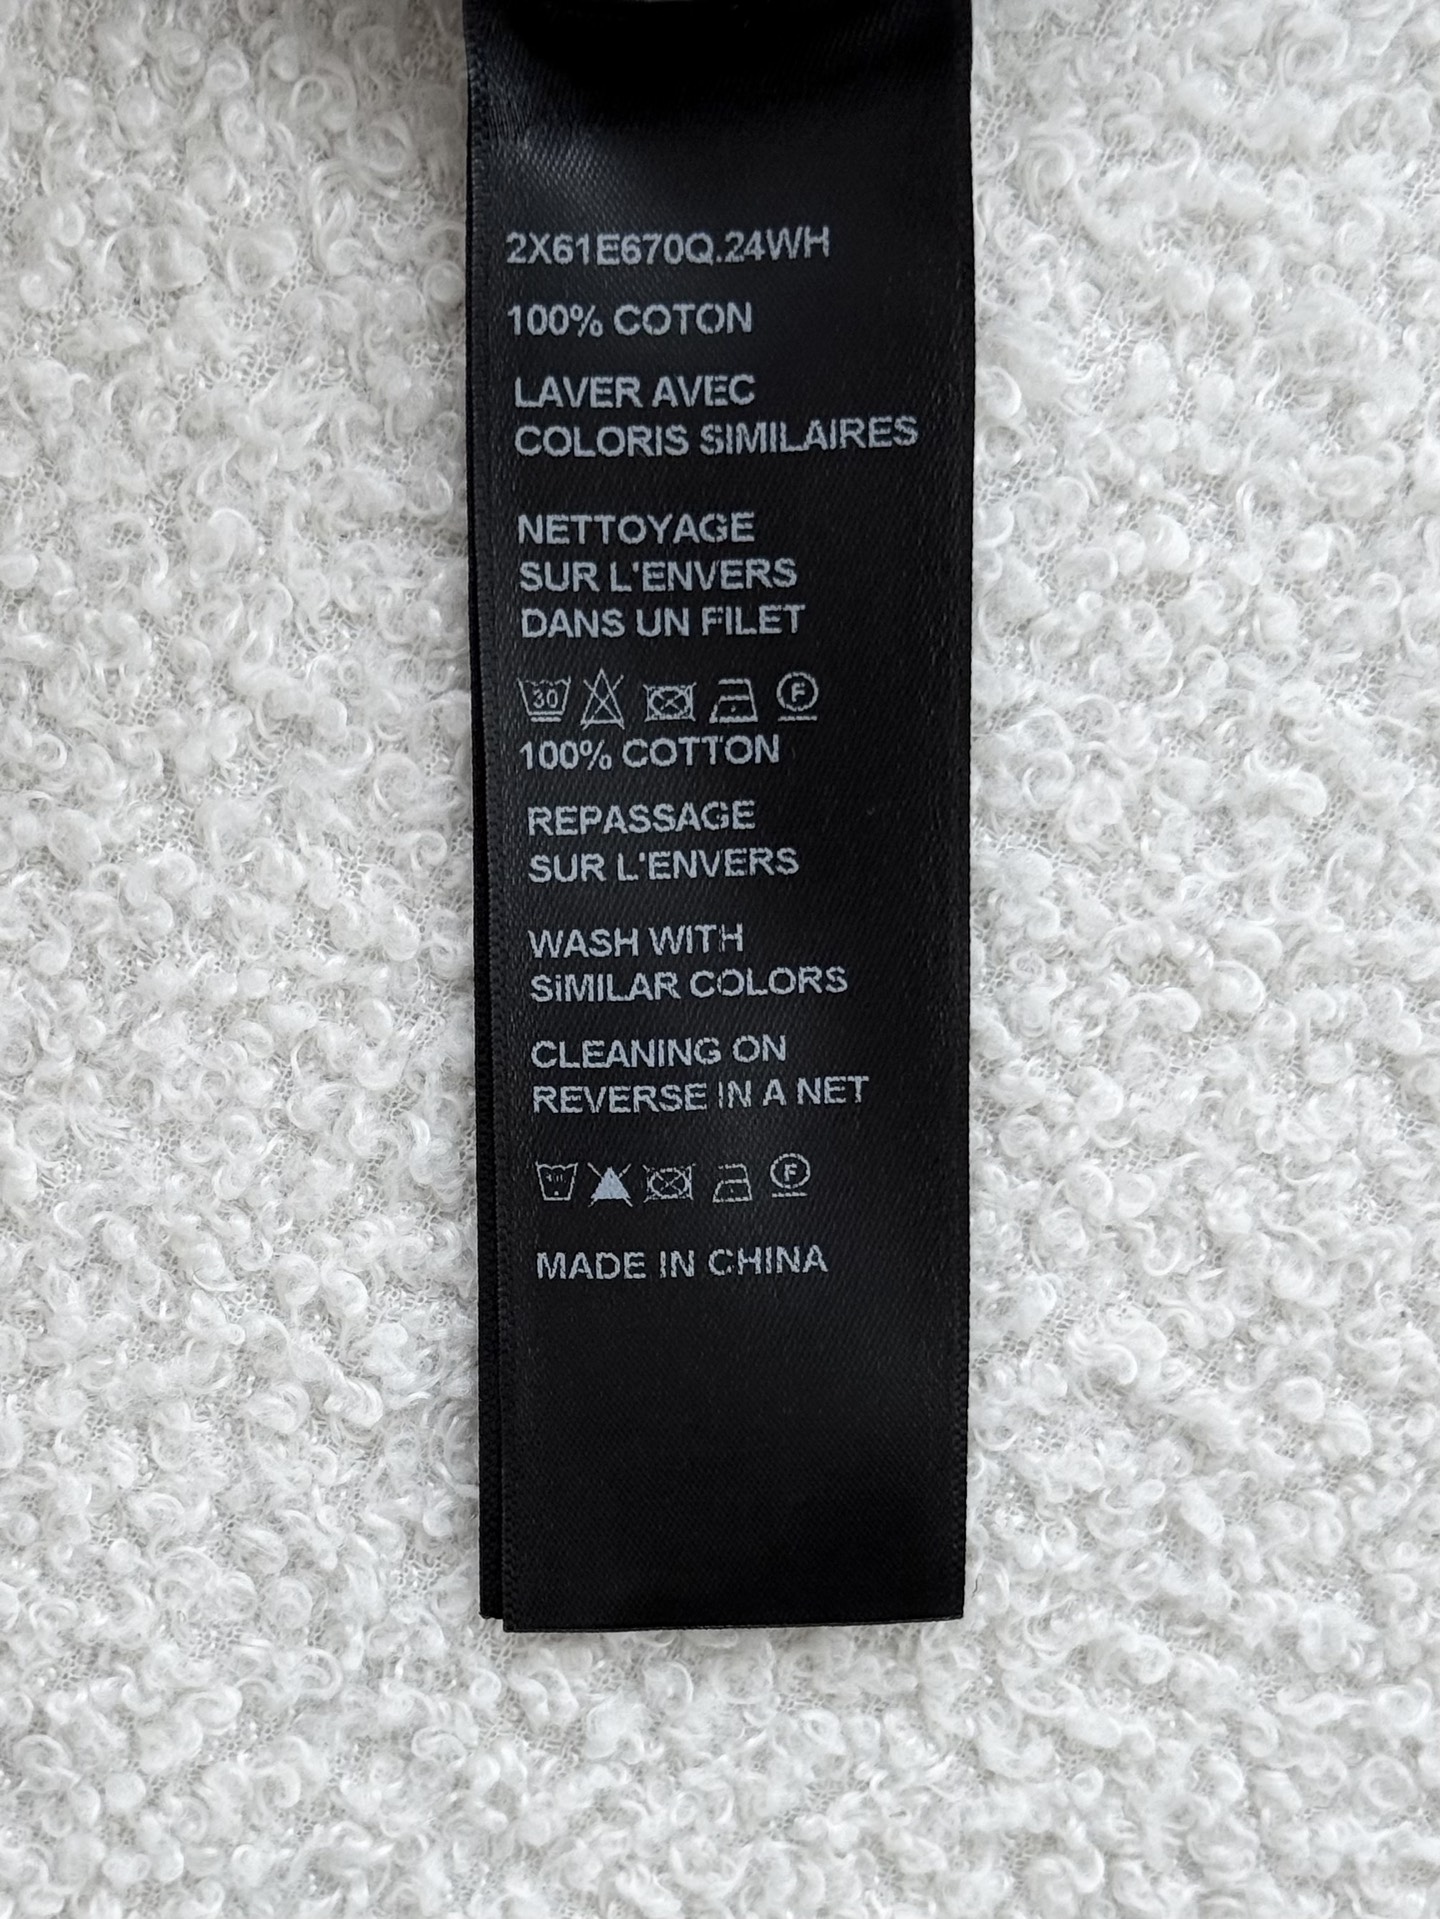 2X61E670Q.24WH
100% COTON
LAVER AVEC
COLORIS SIMILAIRES
NETTOYAGE
SUR L'ENVERS
DANS UN FILET
30 F
100% COTTON
REPASSAGE
SUR L'ENVERS
WASH WITH
SiMILAR COLORS
CLEANING ON
REVERSE IN A NET
F
MADE IN CHINA